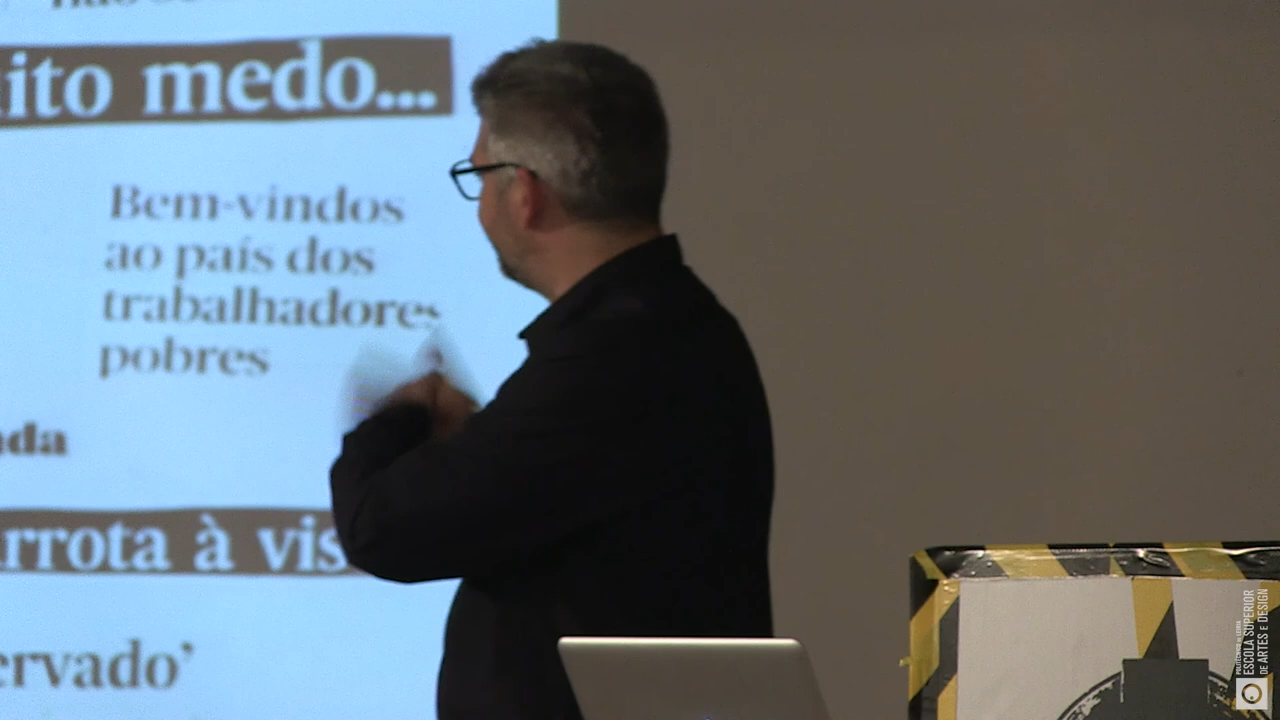 ito medo...
Bem-vindos
ao país dos
trabalhadores
pobres
nda
rrota à vis
ervado'
ESCOLA SUPERIOR
DE ARTES E DESIGN